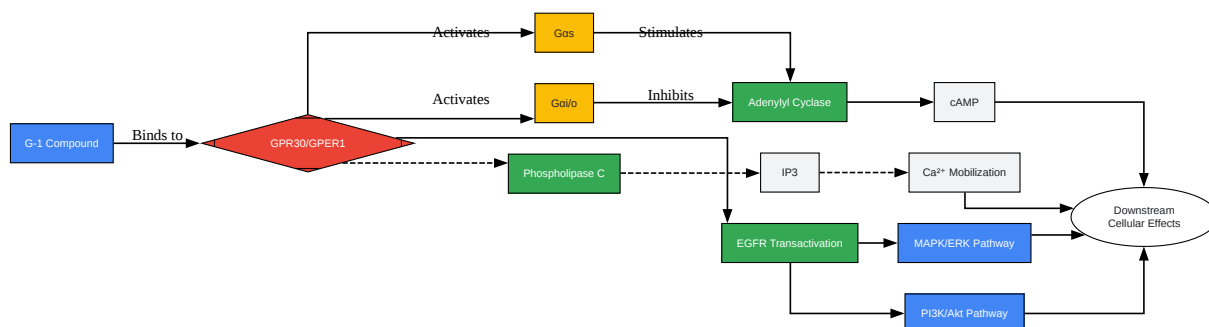 Activates
Gαs
Stimulates
Activates
Gαi/o
Inhibits
Adenylyl Cyclase
cAMP
G-1 Compound
Binds to
GPR30/GPER1
Phospholipase C
IP3
Ca²⁺ Mobilization
Downstream
Cellular Effects
EGFR Transactivation
MAPK/ERK Pathway
PI3K/Akt Pathway